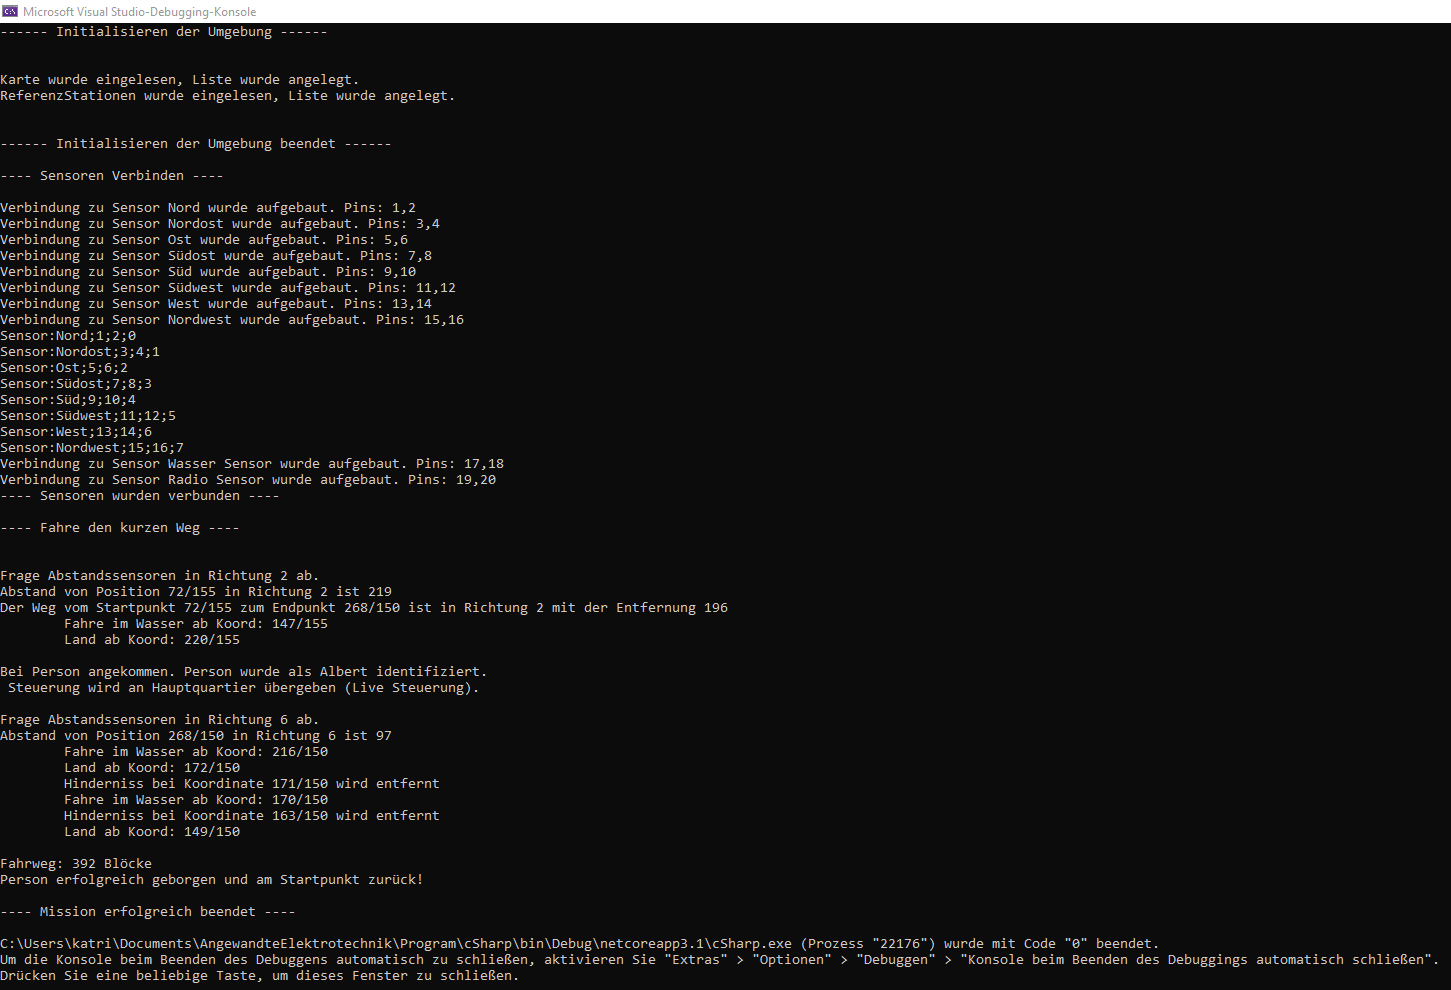 Microsoft Visual Studio-Debugging-Konsole
------ Initialisieren der Umgebung ------
Karte wurde eingelesen, Liste wurde angelegt.
ReferenzStationen wurde eingelesen, Liste wurde angelegt.
------ Initialisieren der Umgebung beendet ------
---- Sensoren Verbinden ----
Verbindung zu Sensor Nord wurde aufgebaut. Pins: 1,2
Verbindung zu Sensor Nordost wurde aufgebaut. Pins: 3,4
Verbindung zu Sensor Ost wurde aufgebaut. Pins: 5,6
Verbindung zu Sensor Südost wurde aufgebaut. Pins: 7,8
Verbindung zu Sensor Süd wurde aufgebaut. Pins: 9,10
Verbindung zu Sensor Südwest wurde aufgebaut. Pins: 11,12
Verbindung zu Sensor West wurde aufgebaut. Pins: 13,14
Verbindung zu Sensor Nordwest wurde aufgebaut. Pins: 15,16
Sensor:Nord;1;2;0
Sensor:Nordost;3;4;1
Sensor:Ost;5;6;2
Sensor:Südost;7;8;3
Sensor:Süd;9;10;4
Sensor:Südwest;11;12;5
Sensor:West;13;14;6
Sensor:Nordwest;15;16;7
Verbindung zu Sensor Wasser Sensor wurde aufgebaut. Pins: 17,18
Verbindung zu Sensor Radio Sensor wurde aufgebaut. Pins: 19,20
---- Sensoren wurden verbunden ----
---- Fahre den kurzen Weg ----
Frage Abstandssensoren in Richtung 2 ab.
Abstand von Position 72/155 in Richtung 2 ist 219
Der Weg vom Startpunkt 72/155 zum Endpunkt 268/150 ist in Richtung 2 mit der Entfernung 196
Fahre im Wasser ab Koord: 147/155
Land ab Koord: 220/155
Bei Person angekommen. Person wurde als Albert identifiziert.
Steuerung wird an Hauptquartier übergeben (Live Steuerung).
Frage Abstandssensoren in Richtung 6 ab.
Abstand von Position 268/150 in Richtung 6 ist 97
Fahre im Wasser ab Koord: 216/150
Land ab Koord: 172/150
Hinderniss bei Koordinate 171/150 wird entfernt
Fahre im Wasser ab Koord: 170/150
Hinderniss bei Koordinate 163/150 wird entfernt
Land ab Koord: 149/150
Fahrweg: 392 Blöcke
Person erfolgreich geborgen und am Startpunkt zurück!
---- Mission erfolgreich beendet ----
C:\Users\katri\Documents\AngewandteElektrotechnik\Program\cSharp\bin\Debug\netcoreapp3.1\cSharp.exe (Prozess "22176") wurde mit Code "0" beendet.
Um die Konsole beim Beenden des Debuggens automatisch zu schließen, aktivieren Sie "Extras" > "Optionen" > "Debuggen" > "Konsole beim Beenden des Debuggings automatisch schließen".
Drücken Sie eine beliebige Taste, um dieses Fenster zu schließen.